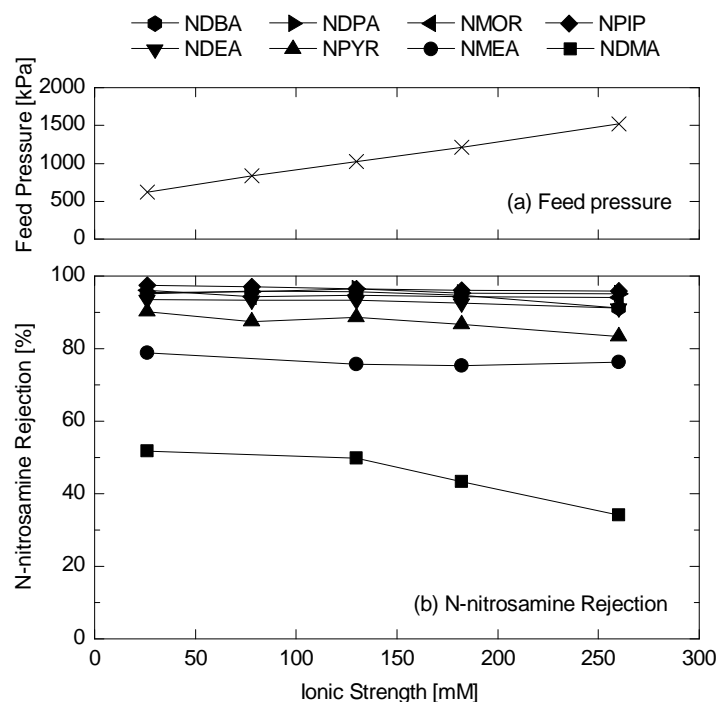 NDBA NDPA NMOR NPIP
NDEA NPYR NMEA NDMA
Feed Pressure [kPa]
2000
1500
1000
500
0
(a) Feed pressure
N-nitrosamine Rejection [%]
100
80
60
40
20
0
(b) N-nitrosamine Rejection
0 50 100 150 200 250 300
Ionic Strength [mM]